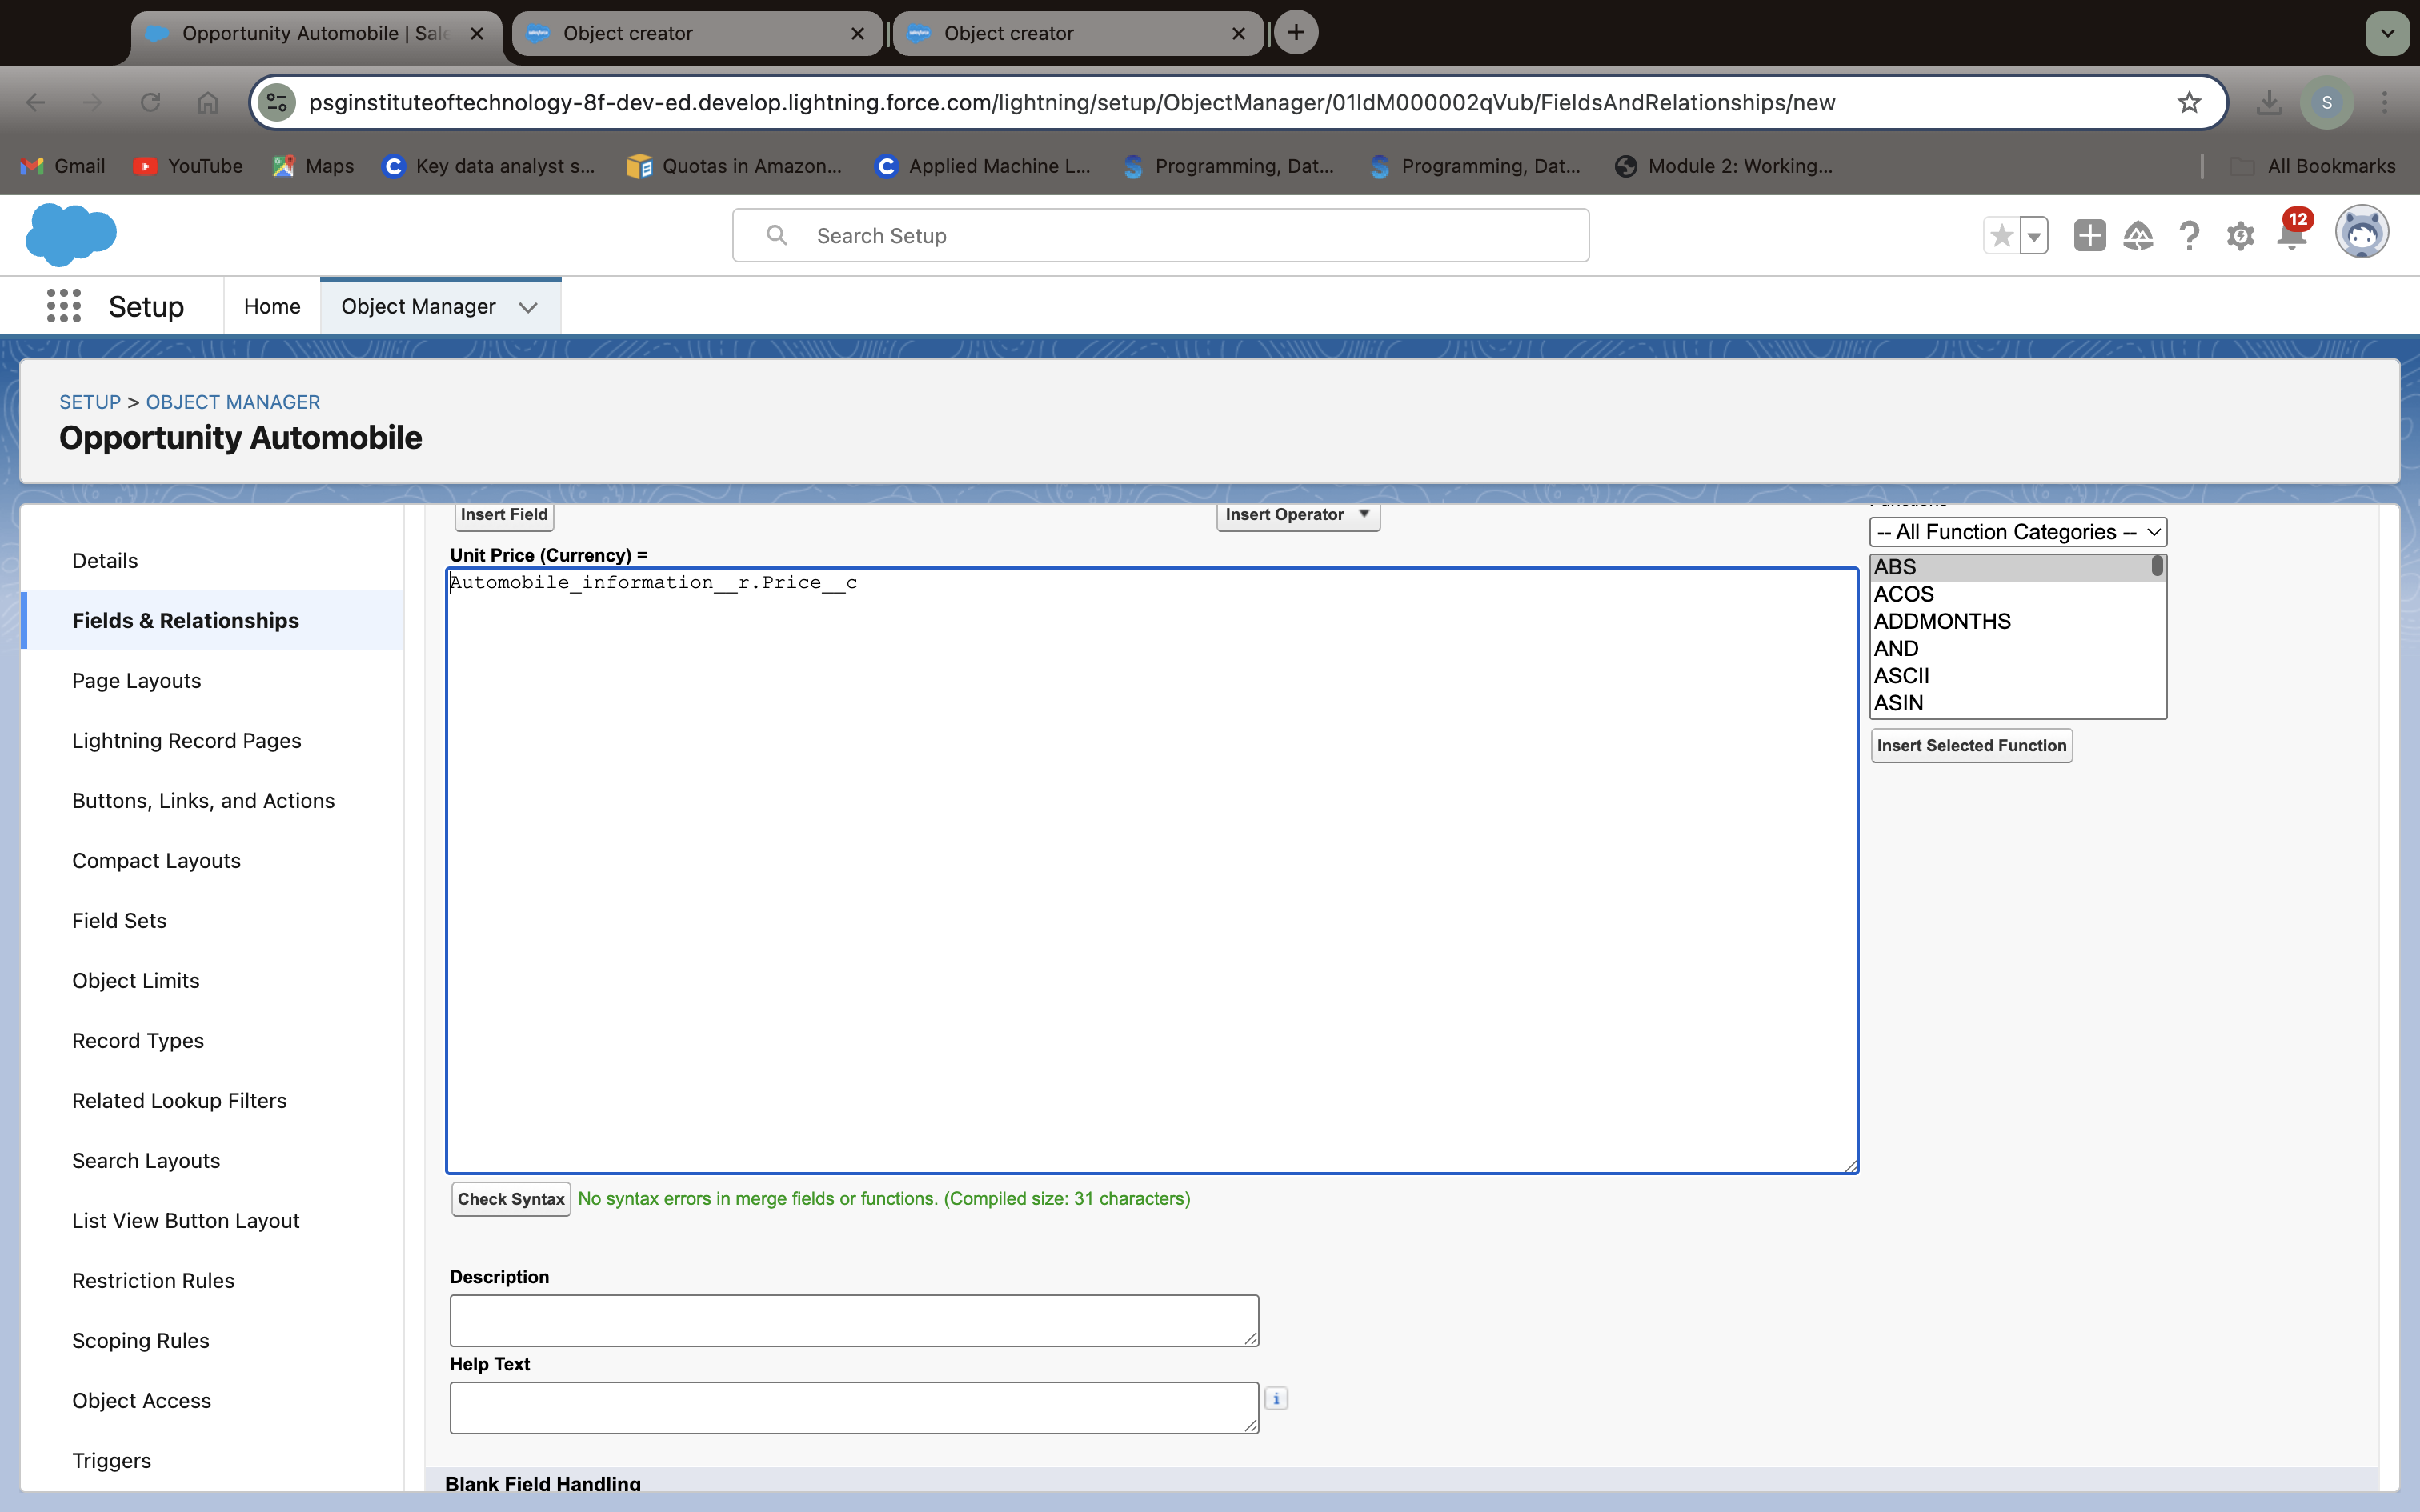 Opportunity Automobile | Sale
Object creator
Object creator
psginstituteoftechnology-8f-dev-ed.develop.lightning.force.com/lightning/setup/ObjectManager/01IdM000002qVub/FieldsAndRelationships/new
S
Gmail
YouTube
Maps
Key data analyst s...
Quotas in Amazon...
Applied Machine L...
Programming, Dat...
Programming, Dat...
Module 2: Working...
All Bookmarks
Search Setup
12
Setup
Home
Object Manager
SETUP > OBJECT MANAGER
Opportunity Automobile
Details
Fields & Relationships
Page Layouts
Lightning Record Pages
Buttons, Links, and Actions
Compact Layouts
Field Sets
Object Limits
Record Types
Related Lookup Filters
Search Layouts
List View Button Layout
Restriction Rules
Scoping Rules
Object Access
Triggers
Insert Field
Insert Operator
Unit Price (Currency) =
Automobile_information__r.Price__c
Functions
-- All Function Categories --
ABS
ACOS
ADDMONTHS
AND
ASCII
ASIN
Insert Selected Function
Check Syntax
No syntax errors in merge fields or functions. (Compiled size: 31 characters)
Description
Help Text
i
Blank Field Handling